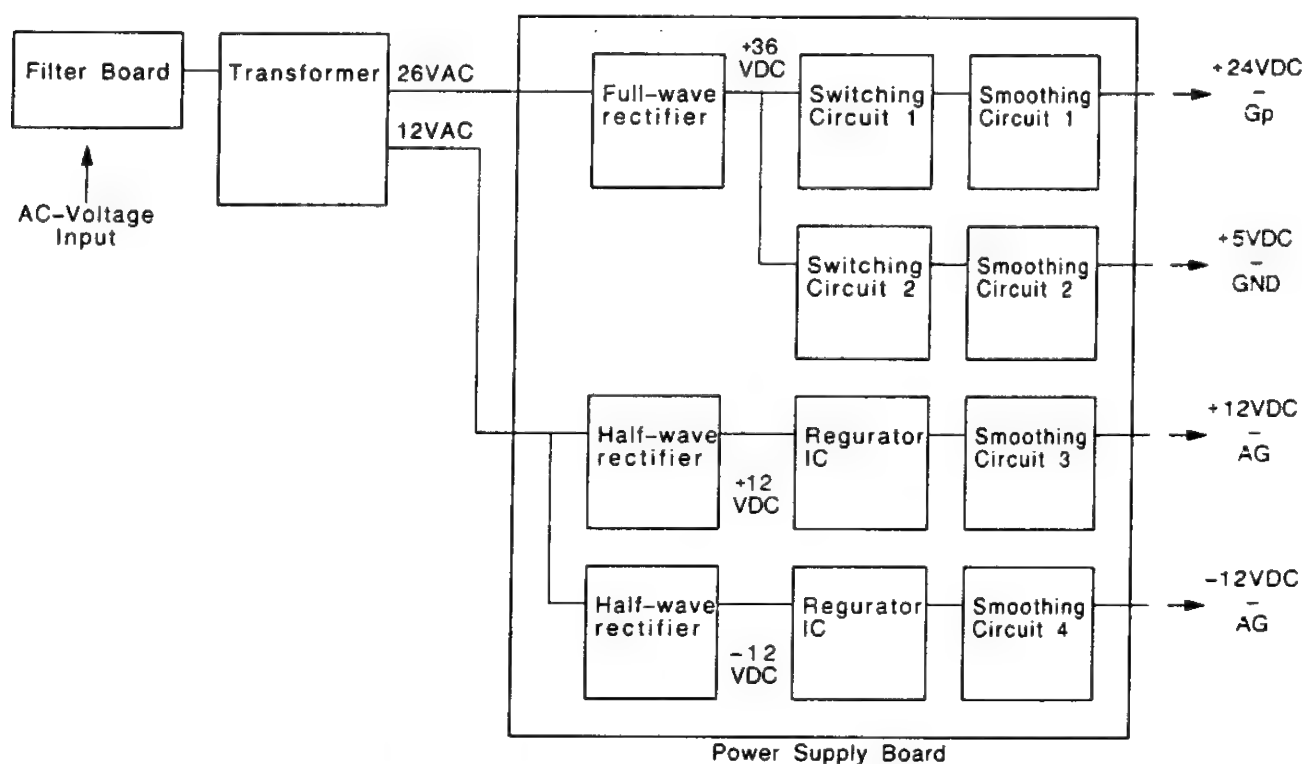 Filter Board
AC-Voltage
Input
Transformer
26VAC
12VAC
Full-wave
rectifier
+36
VDC
Switching
Circuit 1
Smoothing
Circuit 1
+24VDC
–
Gp
Switching
Circuit 2
Smoothing
Circuit 2
+5VDC
–
GND
Half-wave
rectifier
+12
VDC
Regurator
IC
Smoothing
Circuit 3
+12VDC
–
AG
Half-wave
rectifier
-12
VDC
Regurator
IC
Smoothing
Circuit 4
-12VDC
–
AG
Power Supply Board